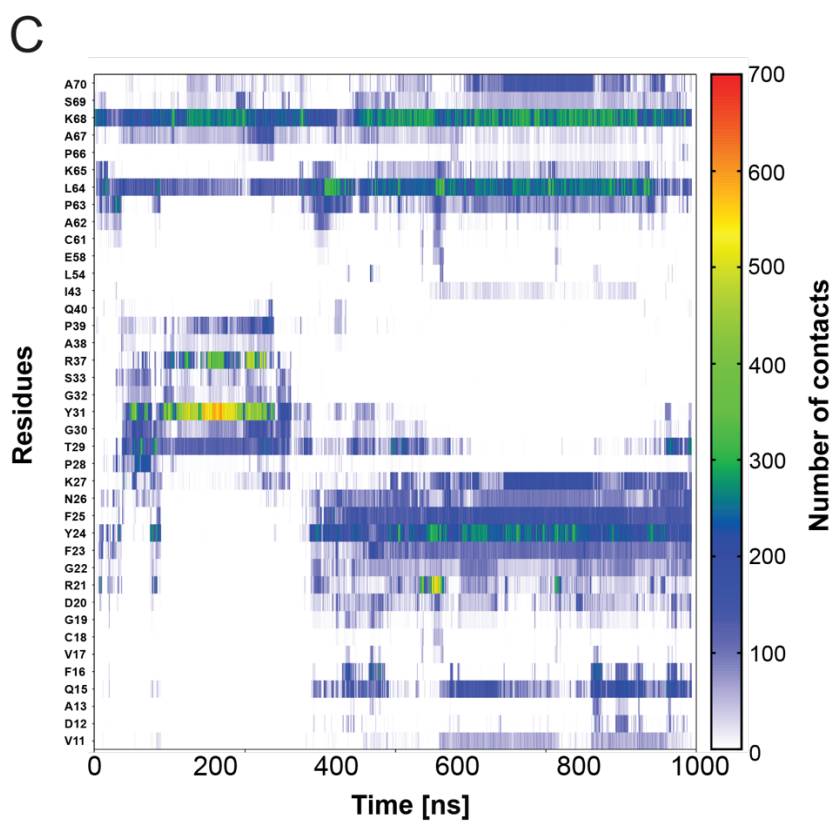 C
A70
S69
K68
A67
P66
K65
L64
P63
A62
C61
E58
L54
I43
Q40
P39
A38
R37
S33
G32
Y31
G30
T29
P28
K27
N26
F25
Y24
F23
G22
R21
D20
G19
C18
V17
F16
Q15
A13
D12
V11
Residues
0 200 400 600 800 1000
Time [ns]
700
600
500
400
300
200
100
0
Number of contacts